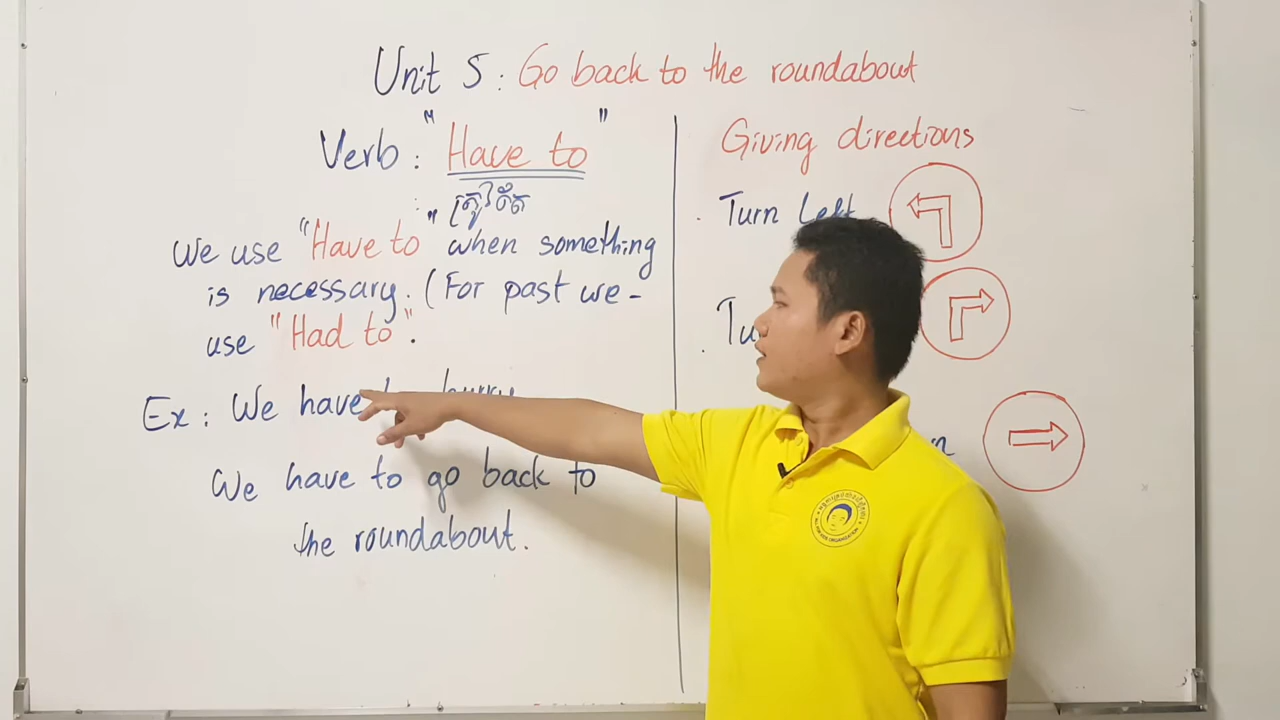 Unit 5 : Go back to the roundabout
Verb : "Have to"
: ត្រូវតែ
We use "Have to" when something
is necessary. (For past we -
use "Had to".
Ex : We have to hurry
We have to go back to
the roundabout.
Giving directions
. Turn Left